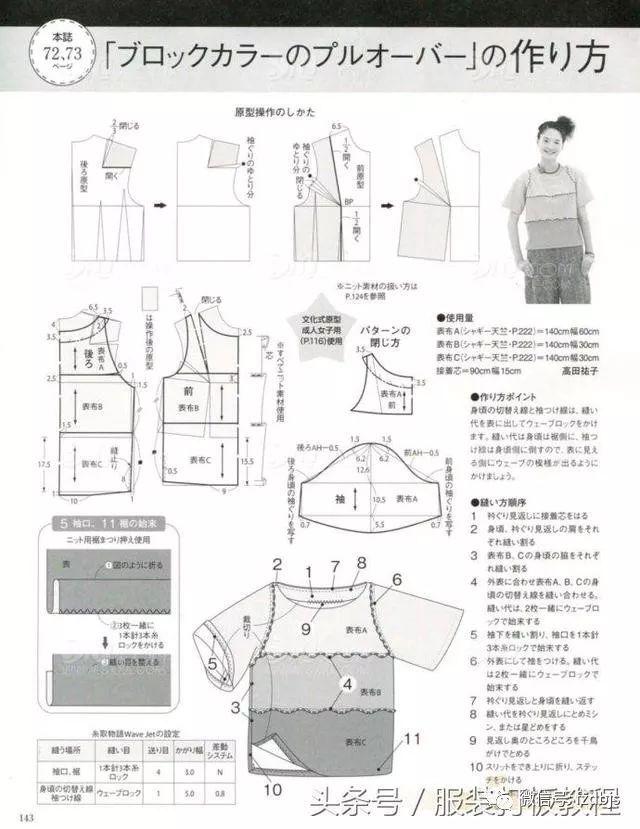 本誌
72,73
ページ
「ブロックカラーのプルオーバー」の作り方
原型操作のしかた
2/3
閉じる
後ろ原型
開く
袖ぐりのゆとり分
6.5
1/2開く
袖ぐりのゆとり分
閉じる
前原型
BP
1/2開く
※ニット素材の扱い方は
P.124を参照
文化式原型
成人女子用
(P.116)使用
パターンの
閉じ方
表布A
前
は操作後の原型
閉じる
後ろ
表布A
表布B
表布C
縫止り
前
表布B
表布C
※すべてニット素材使用
17.5
17.5
後ろAH-0.5
前AH-0.5
後ろ身頃の袖ぐりを写す
前身頃の袖ぐりを写す
1.5
1.3
6.2
6.2
12.6
袖
10.5
表布A
5.5
5.5
0.7
0.7
●使用量
表布A(シャギー天竺・P.222)=140cm幅60cm
表布B(シャギー天竺・P.222)=140cm幅30cm
表布C(シャギー天竺・P.222)=140cm幅30cm
接着芯=90cm幅15cm
高田祐子
●作り方ポイント
身頃の切替え線と袖つけ線は、縫い
代を表に出してウェーブロックをかけ
ます。縫い代は身頃は裾側に、袖つ
け線は身頃側に倒すので、表に見え
る側にウェーブの模様が出るように
かけましょう。
●縫い方順序
1 衿ぐり見返しに接着芯をはる
2 身頃、衿ぐり見返しの肩をそれ
ぞれ縫い割る
3 表布B、Cの身頃の脇をそれぞ
れ縫い割る
4 外表に合わせ表布A、B、Cの身
頃の切替え線を縫い合わせる。
縫い代は、2枚一緒にウェーブロッ
クで始末する
5 袖下を縫い割り、袖口を1本針
3本糸ロックで始末する
6 外表にして袖をつける。縫い代
は2枚一緒にウェーブロックで
始末する
7 衿ぐり見返しと身頃を縫い返す
8 縫い代を衿ぐり見返しにとめミシ
ン、または星どめをする
9 見返し奥のところどころを千鳥
がけでとめる
10 スリットをでき上りに折り、ステッ
チをかける
5 袖口、11 裾の始末
ニット用裾まつり押え使用
表
①図のように折る
②3枚一緒に
1本針3本糸
ロックをかける
③縫い目を整える
2
1
7
8
6
裁切り
9
表布A
5
4
表布B
3
表布C
11
10
糸取物語Wave Jetの設定
縫う場所 縫い目 送り目 かがり幅 差動システム
袖口、裾 1本針3本糸ロック 4 5.0 N
身頃の切替え線 袖つけ線 ウェーブロック 1 5.0 0.8
143
头条号／服装打板教程